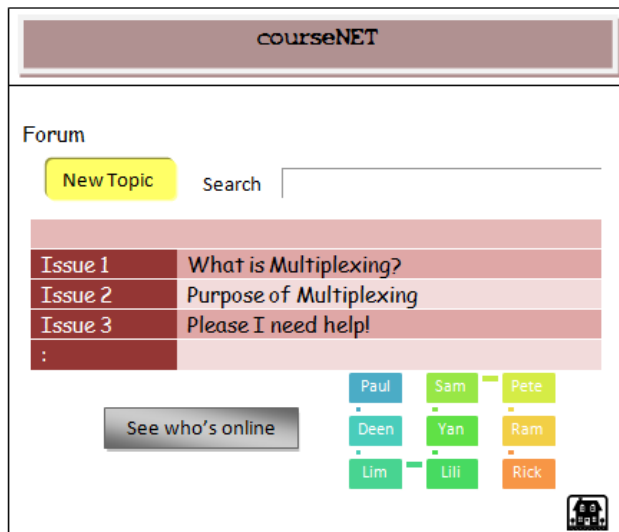 courseNET
Forum
New Topic
Search
Issue 1 What is Multiplexing?
Issue 2 Purpose of Multiplexing
Issue 3 Please I need help!
:
Paul Sam Pete
See who's online
Deen Yan Ram
Lim Lili Rick